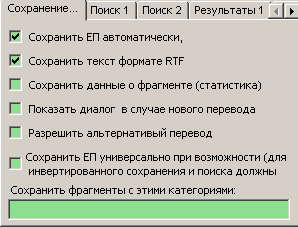 Сохранение... Поиск 1 Поиск 2 Результаты 1
Сохранить ЕП автоматически,
Сохранить текст формате RTF
Сохранить данные о фрагменте (статистика)
Показать диалог в случае нового перевода
Разрешить альтернативый перевод
Сохранить ЕП универсально при возможности (для
инвертированного сохранения и поиска должны
Сохранить фрагменты с этими категориями: